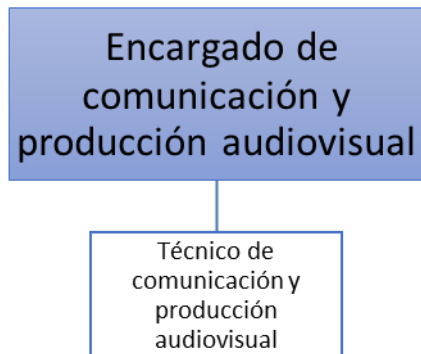 Encargado de
comunicación y
producción audiovisual
Técnico de
comunicación y
producción
audiovisual